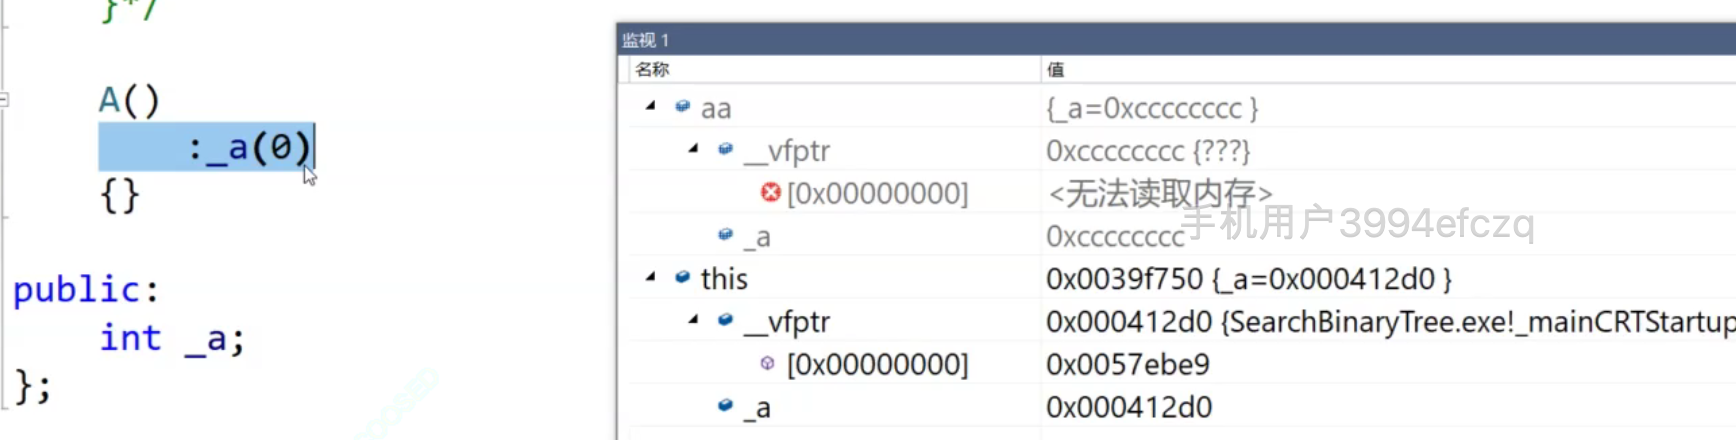 }*/
A()
:_a(0)
{}
public:
int _a;
};
监视 1
名称 值
aa {_a=0xcccccccc }
__vfptr 0xcccccccc {???}
[0x00000000] <无法读取内存>
手机用户3994efczq
_a 0xcccccccc
this 0x0039f750 {_a=0x000412d0 }
__vfptr 0x000412d0 {SearchBinaryTree.exe!_mainCRTStartup
[0x00000000] 0x0057ebe9
_a 0x000412d0